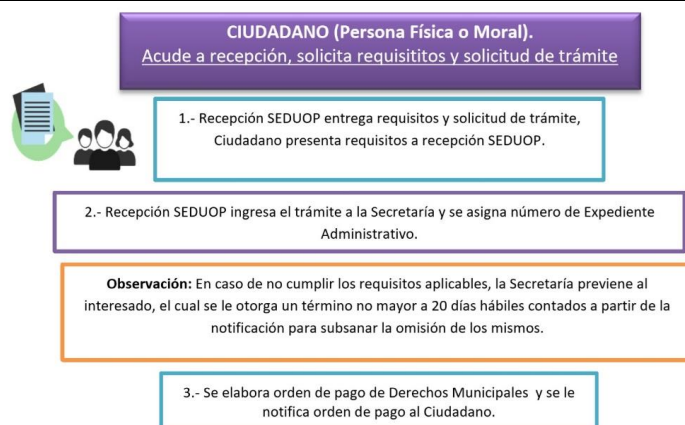 CIUDADANO (Persona Física o Moral).
Acude a recepción, solicita requisititos y solicitud de trámite
1.- Recepción SEDUOP entrega requisitos y solicitud de trámite,
Ciudadano presenta requisitos a recepción SEDUOP.
2.- Recepción SEDUOP ingresa el trámite a la Secretaría y se asigna número de Expediente
Administrativo.
Observación: En caso de no cumplir los requisitos aplicables, la Secretaría previene al
interesado, el cual se le otorga un término no mayor a 20 días hábiles contados a partir de la
notificación para subsanar la omisión de los mismos.
3.- Se elabora orden de pago de Derechos Municipales y se le
notifica orden de pago al Ciudadano.